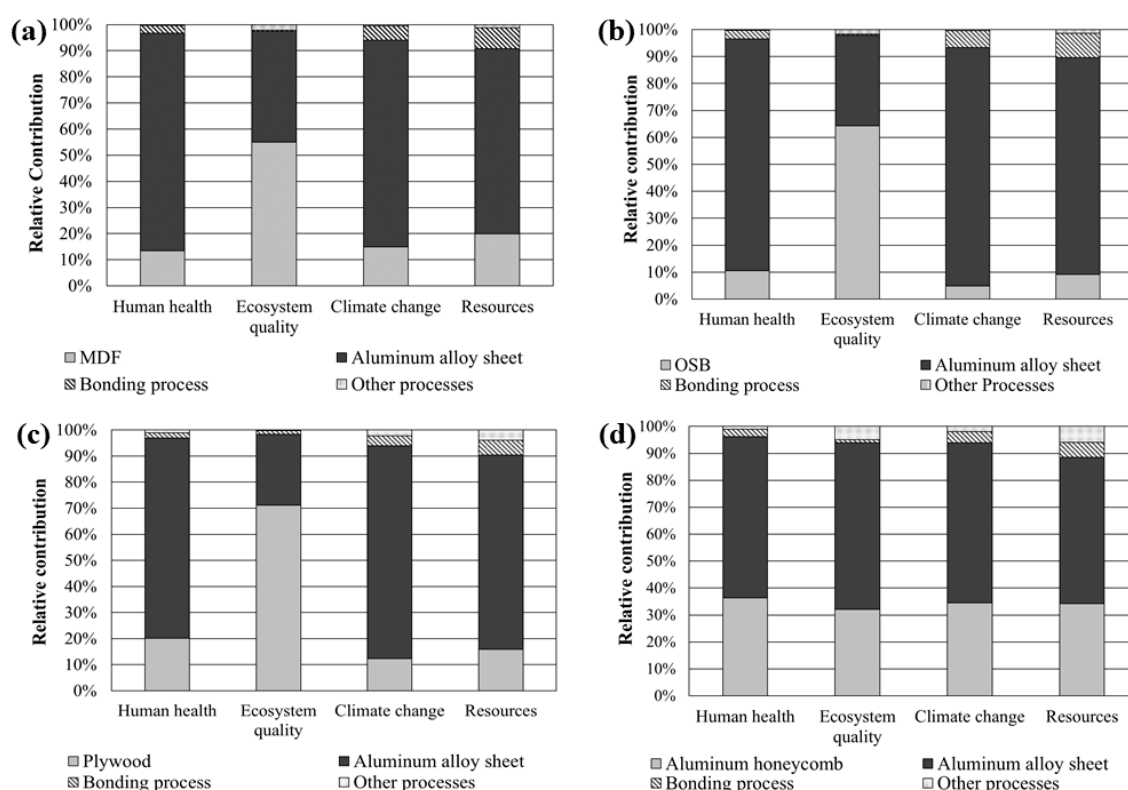 (a)
100%
90%
80%
70%
60%
50%
40%
30%
20%
10%
0%
Relative Contribution
Human health Ecosystem quality Climate change Resources
MDF Aluminum alloy sheet
Bonding process Other processes
(b)
100%
90%
80%
70%
60%
50%
40%
30%
20%
10%
0%
Relative contribution
Human health Ecosystem quality Climate change Resources
OSB Aluminum alloy sheet
Bonding process Other Processes
(c)
100%
90%
80%
70%
60%
50%
40%
30%
20%
10%
0%
Relative contribution
Human health Ecosystem quality Climate change Resources
Plywood Aluminum alloy sheet
Bonding process Other processes
(d)
100%
90%
80%
70%
60%
50%
40%
30%
20%
10%
0%
Relative contribution
Human health Ecosystem quality Climate change Resources
Aluminum honeycomb Aluminum alloy sheet
Bonding process Other processes